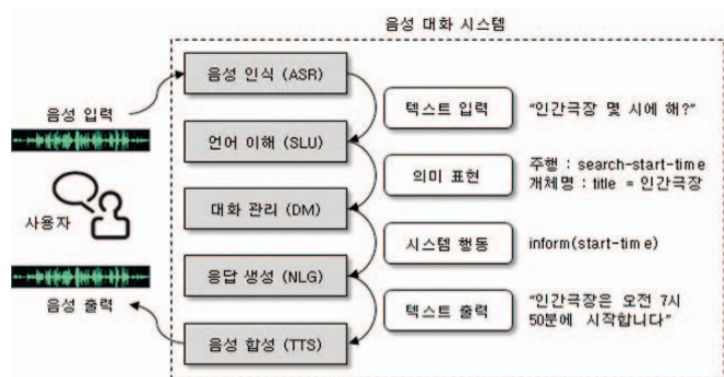 음성 대화 시스템
음성 인식 (ASR)
음성 입력
텍스트 입력
"인간극장 몇 시에 해?"
언어 이해 (SLU)
의미 표현
주행 : search-start-time
개체명 : title = 인간극장
대화 관리 (DM)
사용자
시스템 행동
inform(start-time)
응답 생성 (NLG)
음성 출력
텍스트 출력
"인간극장은 오전 7시
50분에 시작합니다"
음성 합성 (TTS)